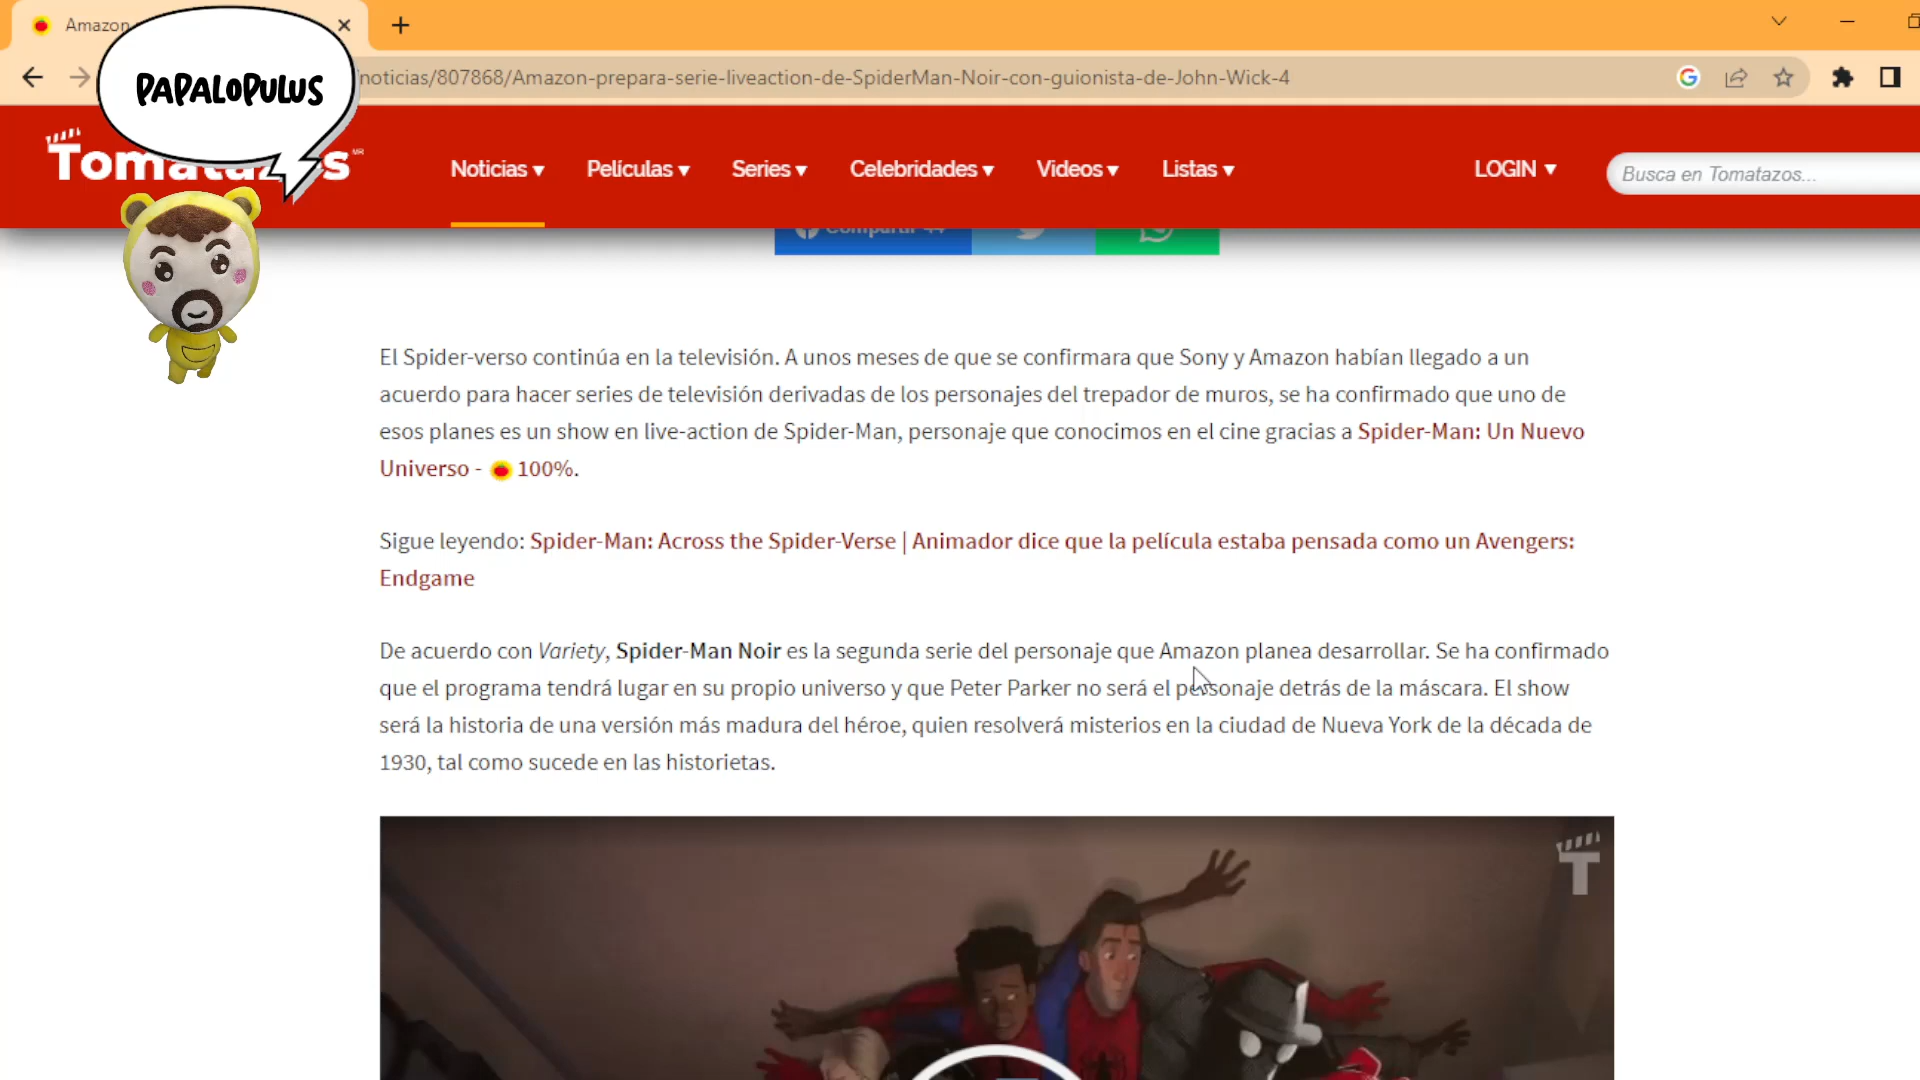 Amazon
PAPALOPULUS
noticias/807868/Amazon-prepara-serie-liveaction-de-SpiderMan-Noir-con-guionista-de-John-Wick-4
Noticias ▾ Películas ▾ Series ▾ Celebridades ▾ Videos ▾ Listas ▾ LOGIN ▾ Busca en Tomatazos...
El Spider-verso continúa en la televisión. A unos meses de que se confirmara que Sony y Amazon habían llegado a un
acuerdo para hacer series de televisión derivadas de los personajes del trepador de muros, se ha confirmado que uno de
esos planes es un show en live-action de Spider-Man, personaje que conocimos en el cine gracias a Spider-Man: Un Nuevo
Universo - 100%.
Sigue leyendo: Spider-Man: Across the Spider-Verse | Animador dice que la película estaba pensada como un Avengers:
Endgame
De acuerdo con Variety, Spider-Man Noir es la segunda serie del personaje que Amazon planea desarrollar. Se ha confirmado
que el programa tendrá lugar en su propio universo y que Peter Parker no será el personaje detrás de la máscara. El show
será la historia de una versión más madura del héroe, quien resolverá misterios en la ciudad de Nueva York de la década de
1930, tal como sucede en las historietas.
T